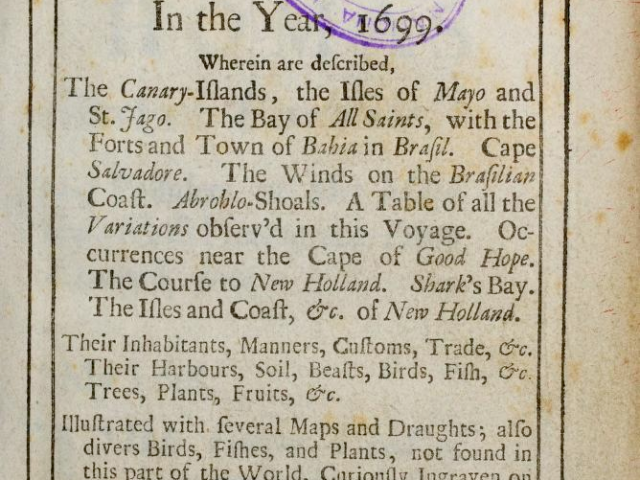 In the Year, 1699.
Wherein are deſcribed,
The Canary-Iſlands, the Iſles of Mayo and
St. Jago. The Bay of All Saints, with the
Forts and Town of Bahia in Braſil. Cape
Salvadore. The Winds on the Braſilian
Coaſt. Abrohlo-Shoals. A Table of all the
Variations obſerv'd in this Voyage. Oc-
currences near the Cape of Good Hope.
The Courſe to New Holland. Shark's Bay.
The Iſles and Coaſt, &c. of New Holland.
Their Inhabitants, Manners, Cuſtoms, Trade, &c.
Their Harbours, Soil, Beaſts, Birds, Fiſh, &c.
Trees, Plants, Fruits, &c.
Illuſtrated with ſeveral Maps and Draughts; alſo
divers Birds, Fiſhes, and Plants, not found in
this part of the World, Curiouſly Ingraven on